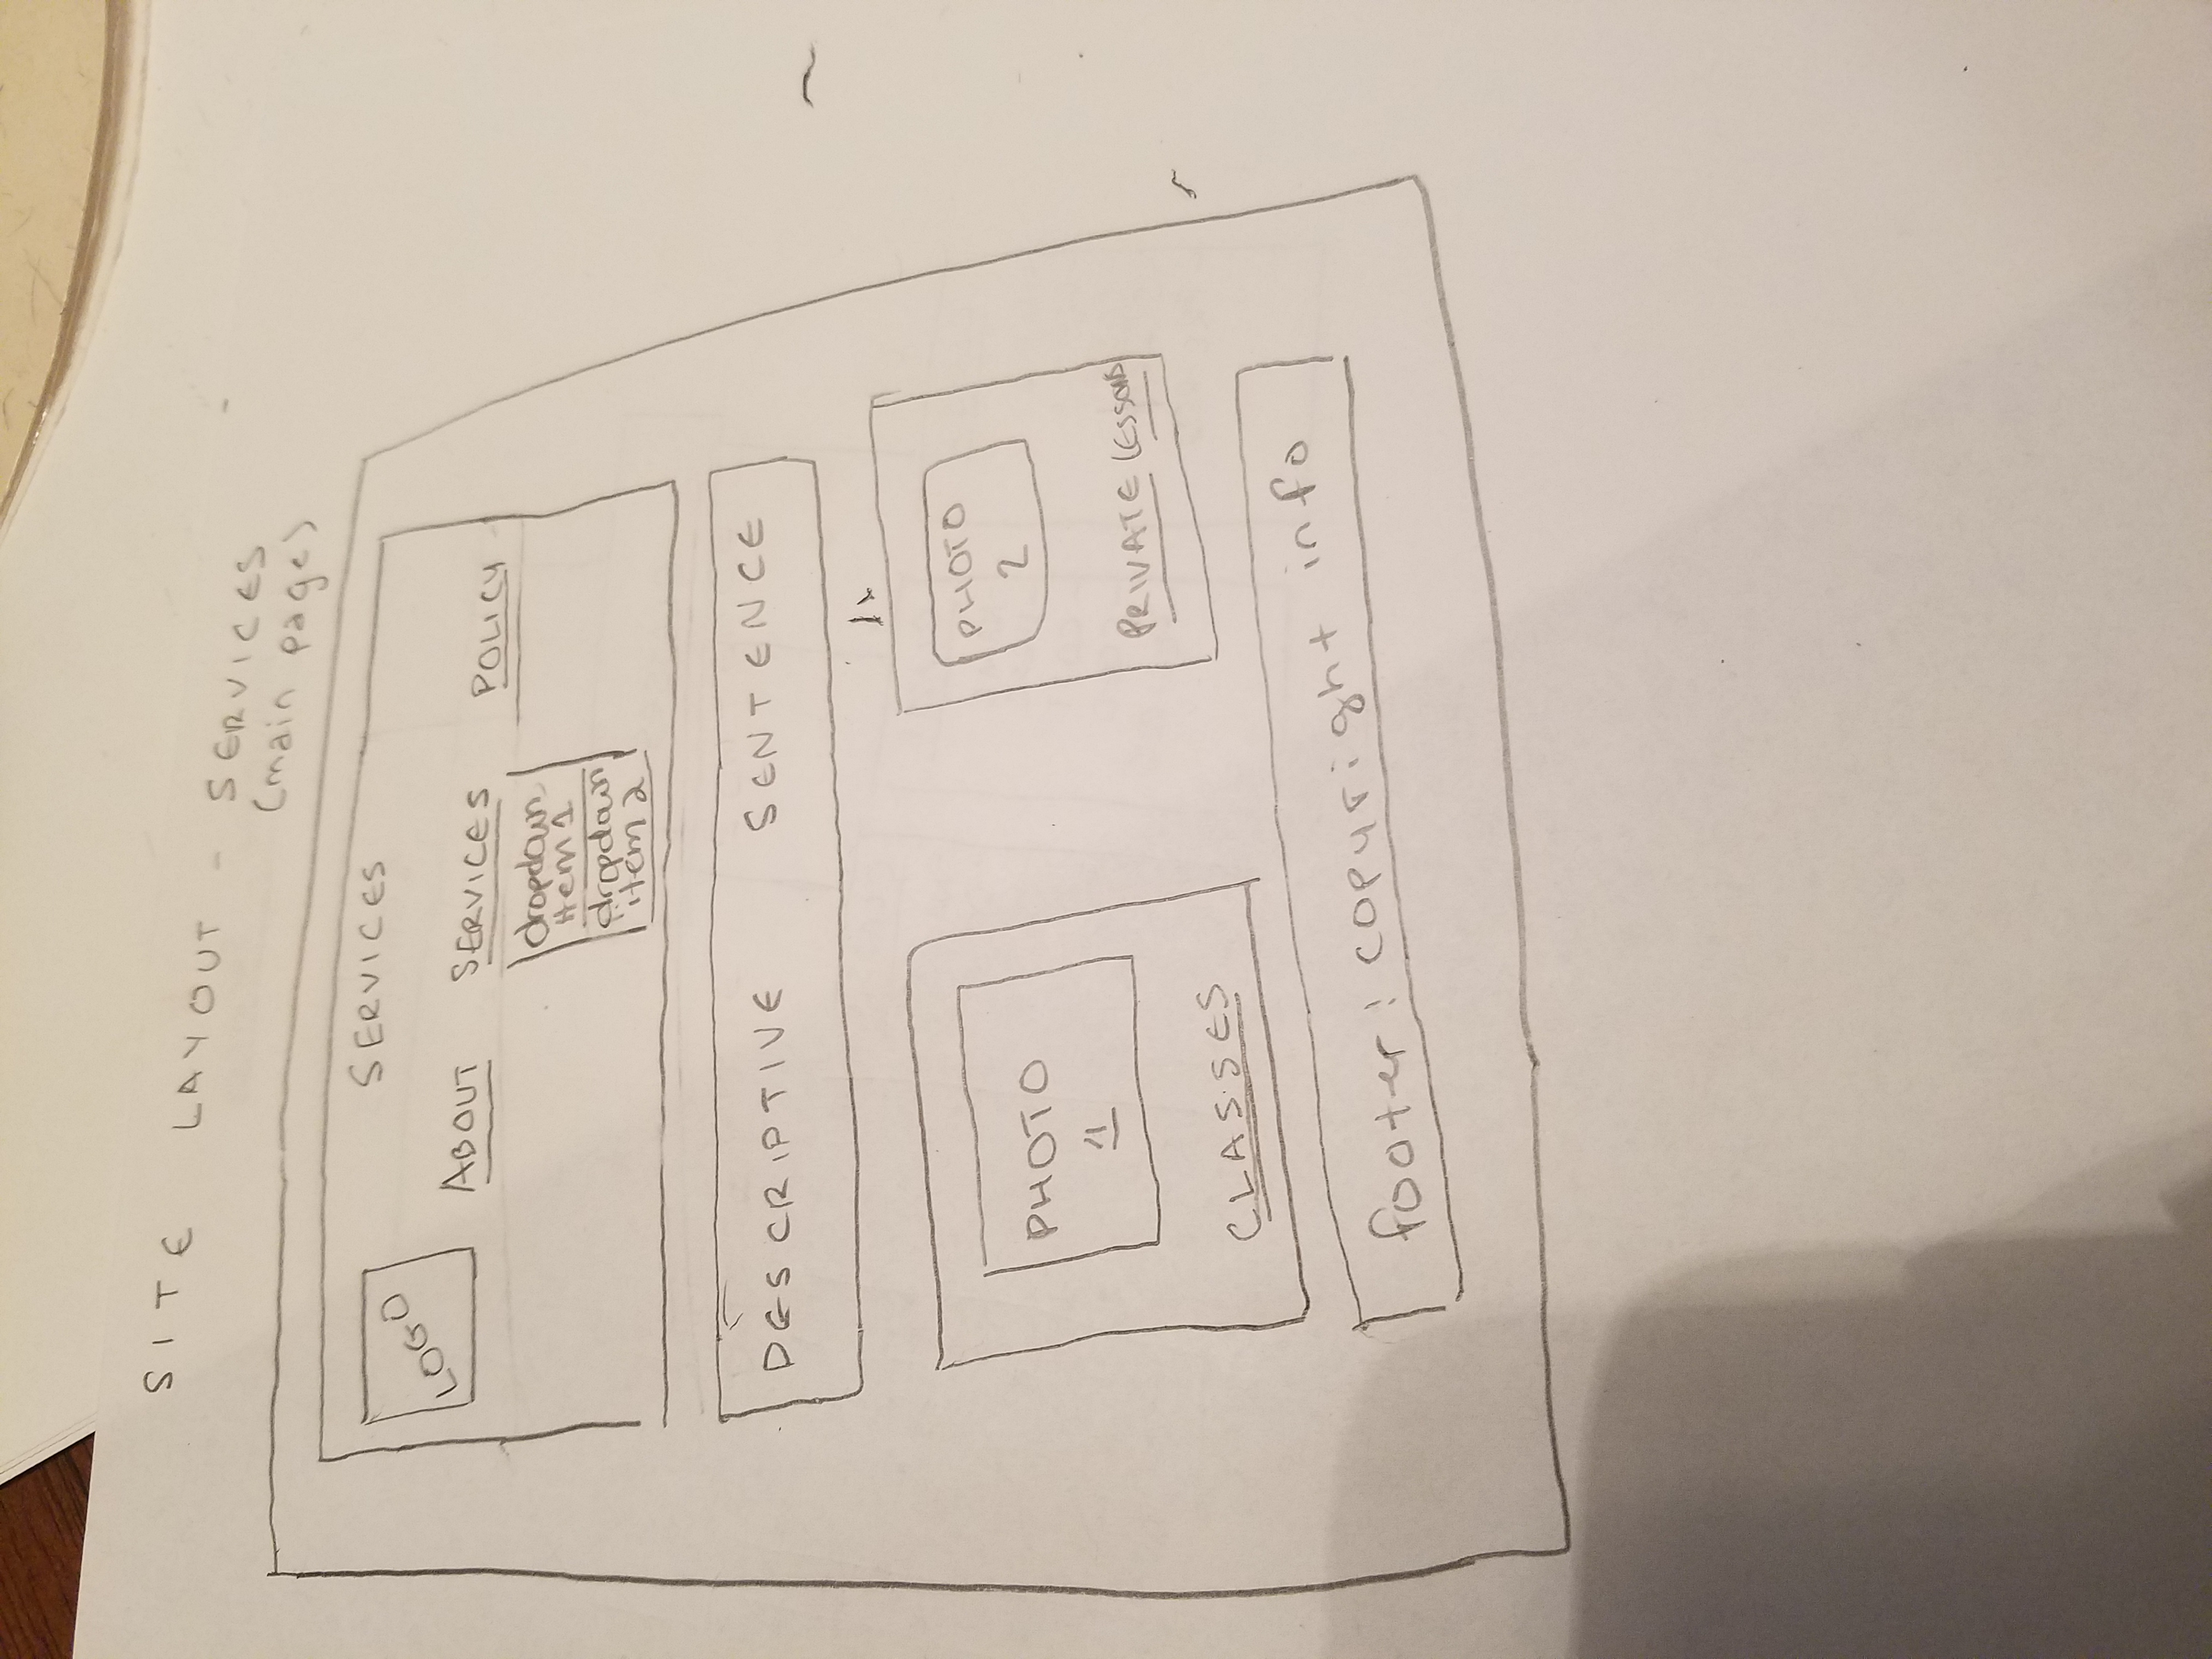 SITE LAYOUT - SERVICES
(main page)
SERVICES
LOGO
ABOUT SERVICES POLICY
dropdown
item 1
dropdown
item 2
DESCRIPTIVE SENTENCE
PHOTO
1
CLASSES
PHOTO
2
PRIVATE LESSONS
footer: copyright info